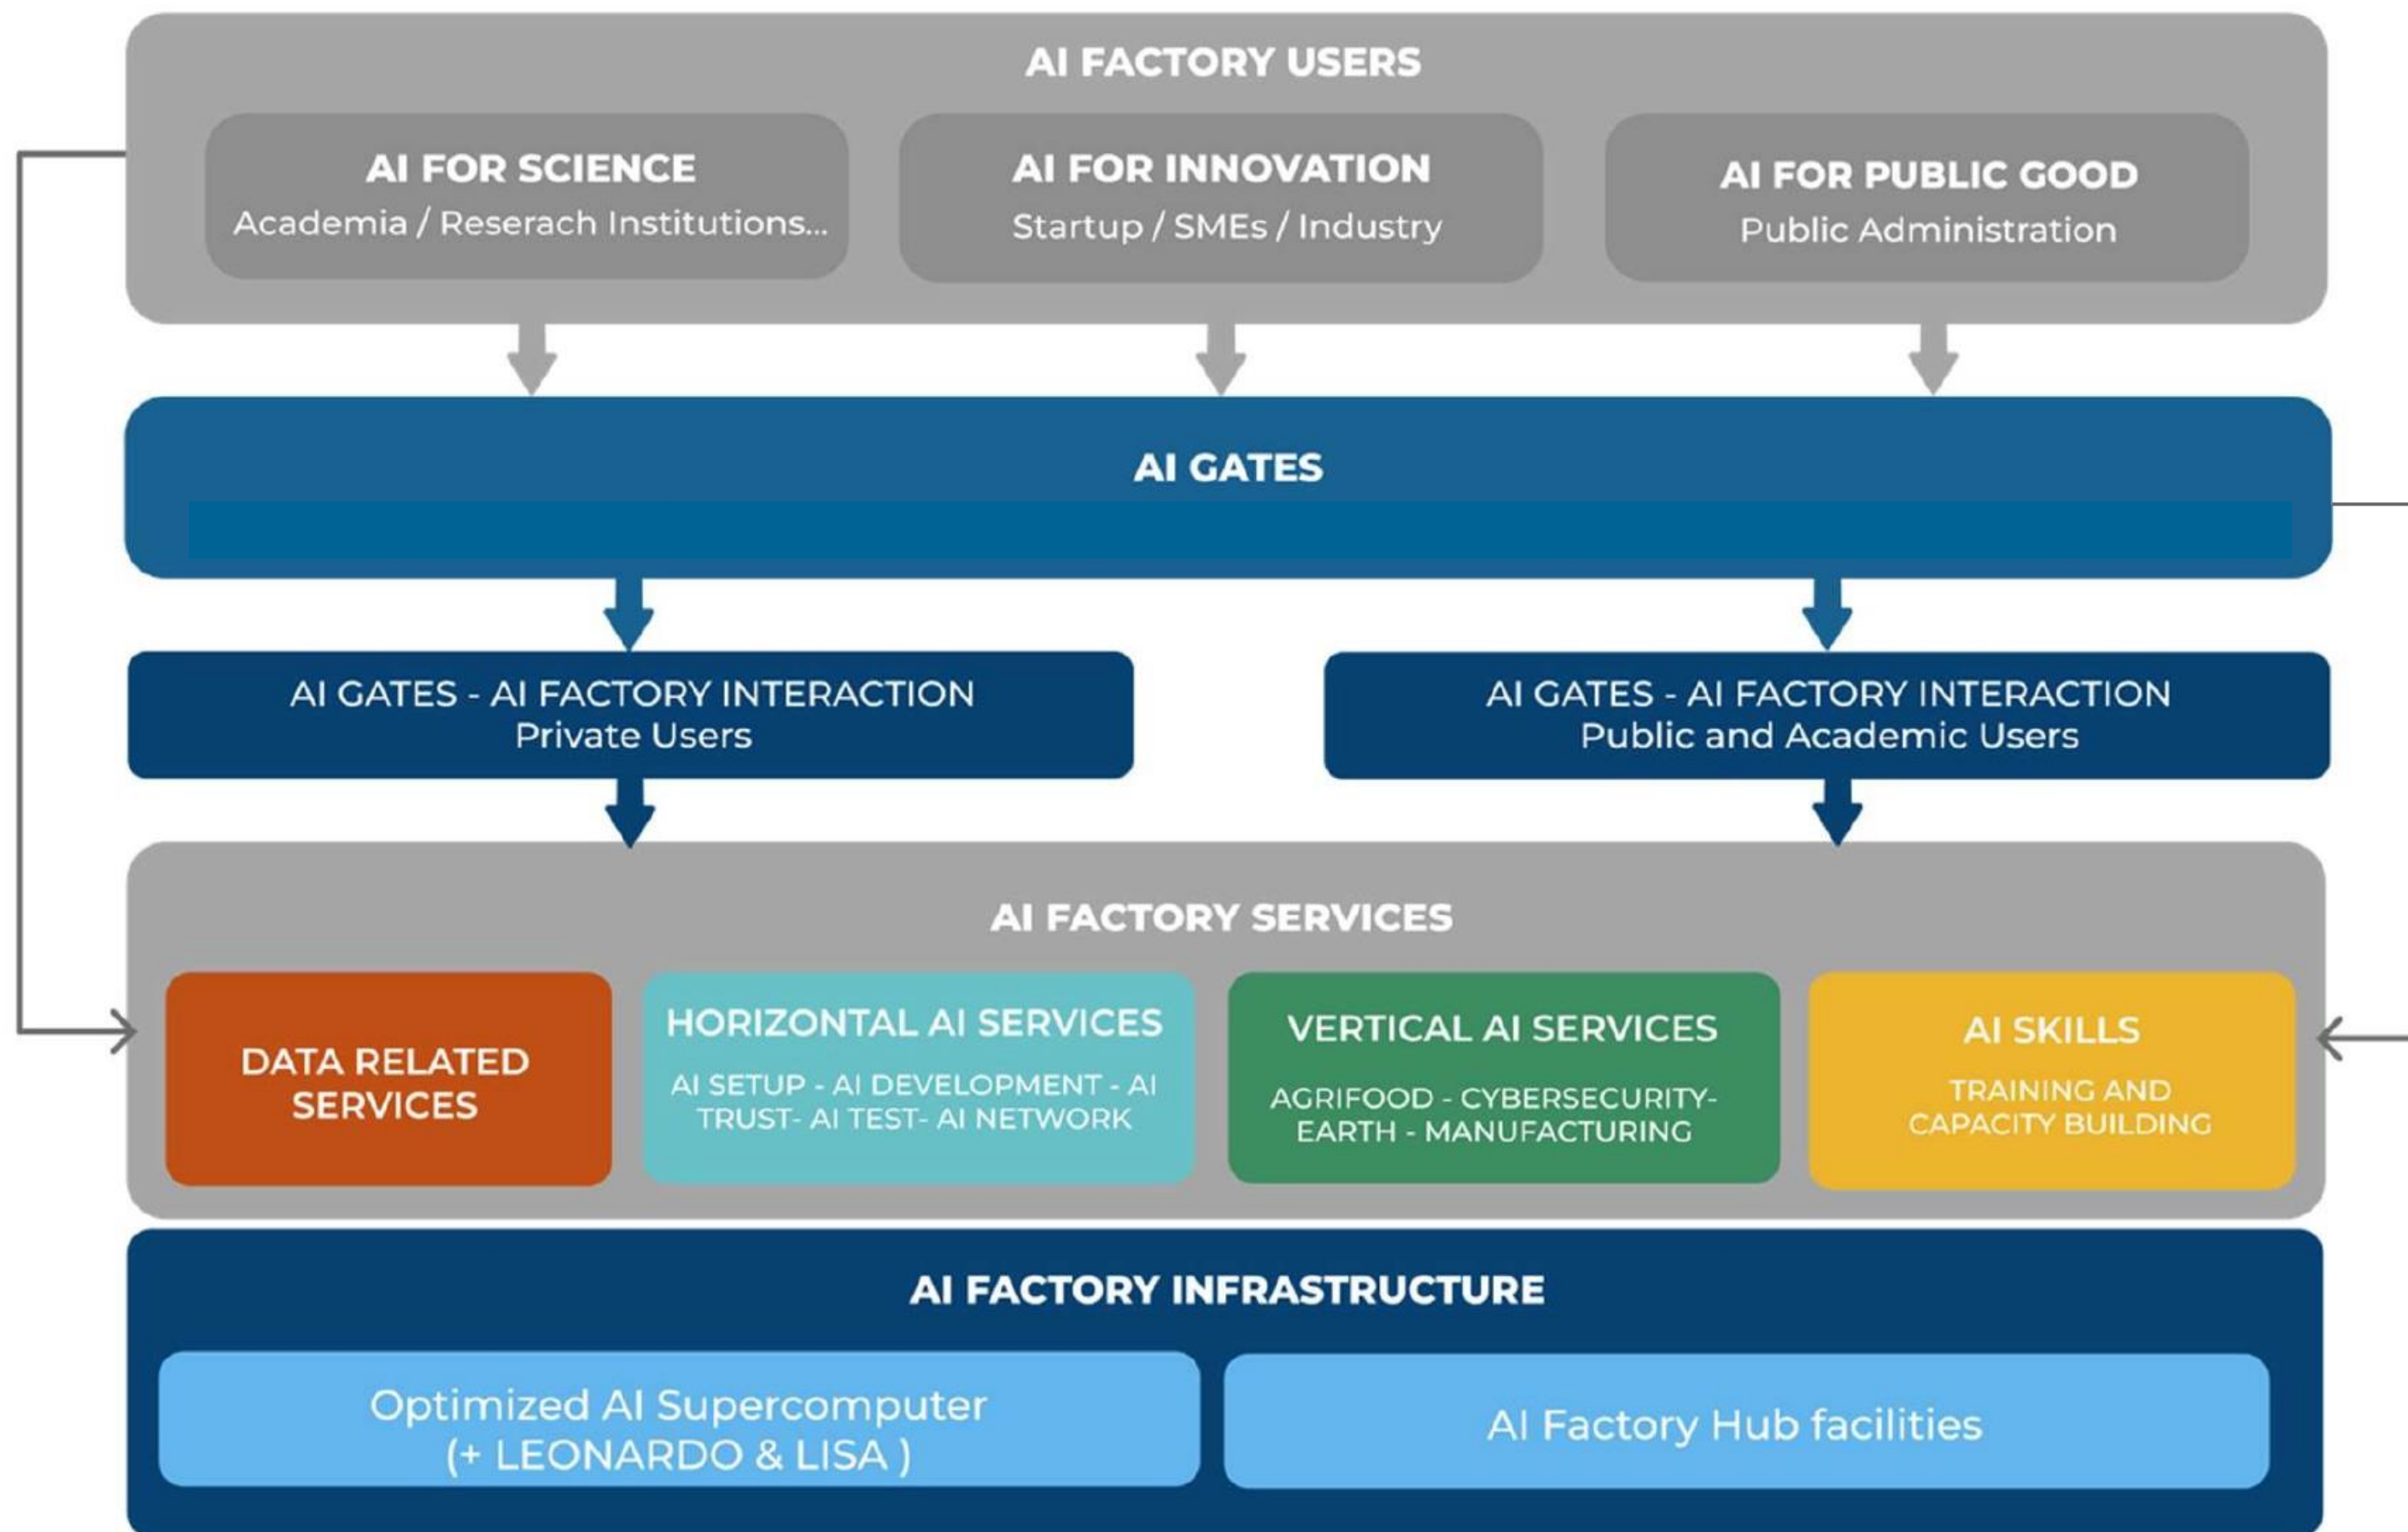 AI FACTORY USERS
AI FOR SCIENCE
Academia / Reserach Institutions...
AI FOR INNOVATION
Startup / SMEs / Industry
AI FOR PUBLIC GOOD
Public Administration
AI GATES
AI GATES - AI FACTORY INTERACTION
Private Users
AI GATES - AI FACTORY INTERACTION
Public and Academic Users
AI FACTORY SERVICES
DATA RELATED
SERVICES
HORIZONTAL AI SERVICES
AI SETUP - AI DEVELOPMENT - AI
TRUST- AI TEST- AI NETWORK
VERTICAL AI SERVICES
AGRIFOOD - CYBERSECURITY-
EARTH - MANUFACTURING
AI SKILLS
TRAINING AND
CAPACITY BUILDING
AI FACTORY INFRASTRUCTURE
Optimized AI Supercomputer
(+ LEONARDO & LISA )
AI Factory Hub facilities